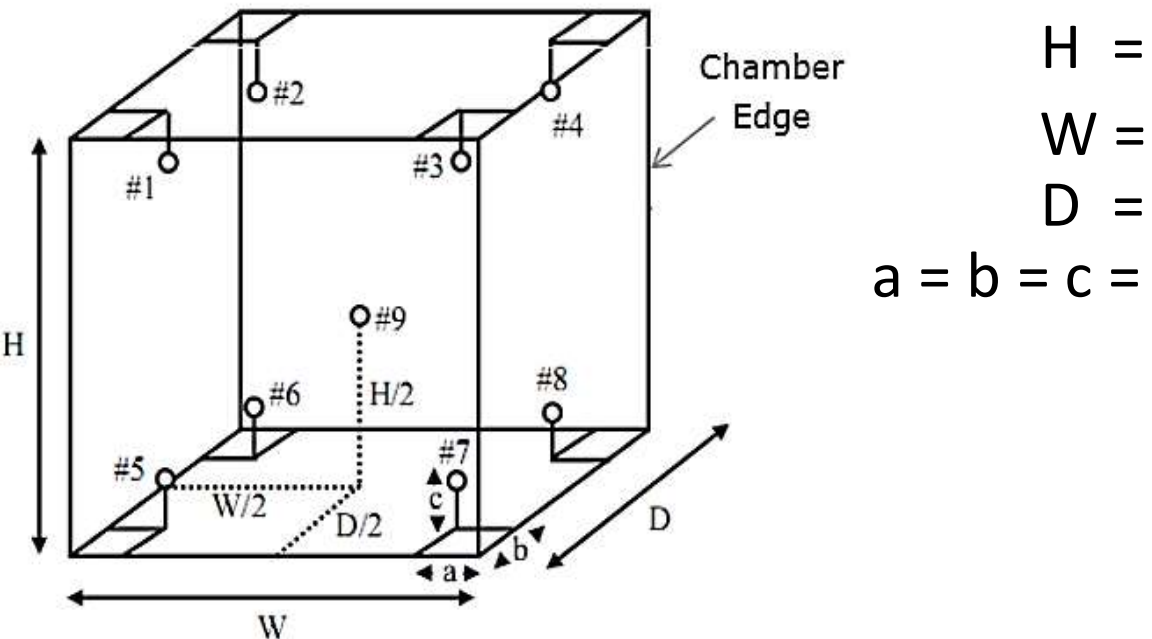 #2
#4
Chamber
Edge
#1
#3
H =
W =
D =
a = b = c =
#9
H
H/2
#6
#8
#5
#7
W/2
c
D/2
D
b
a
W